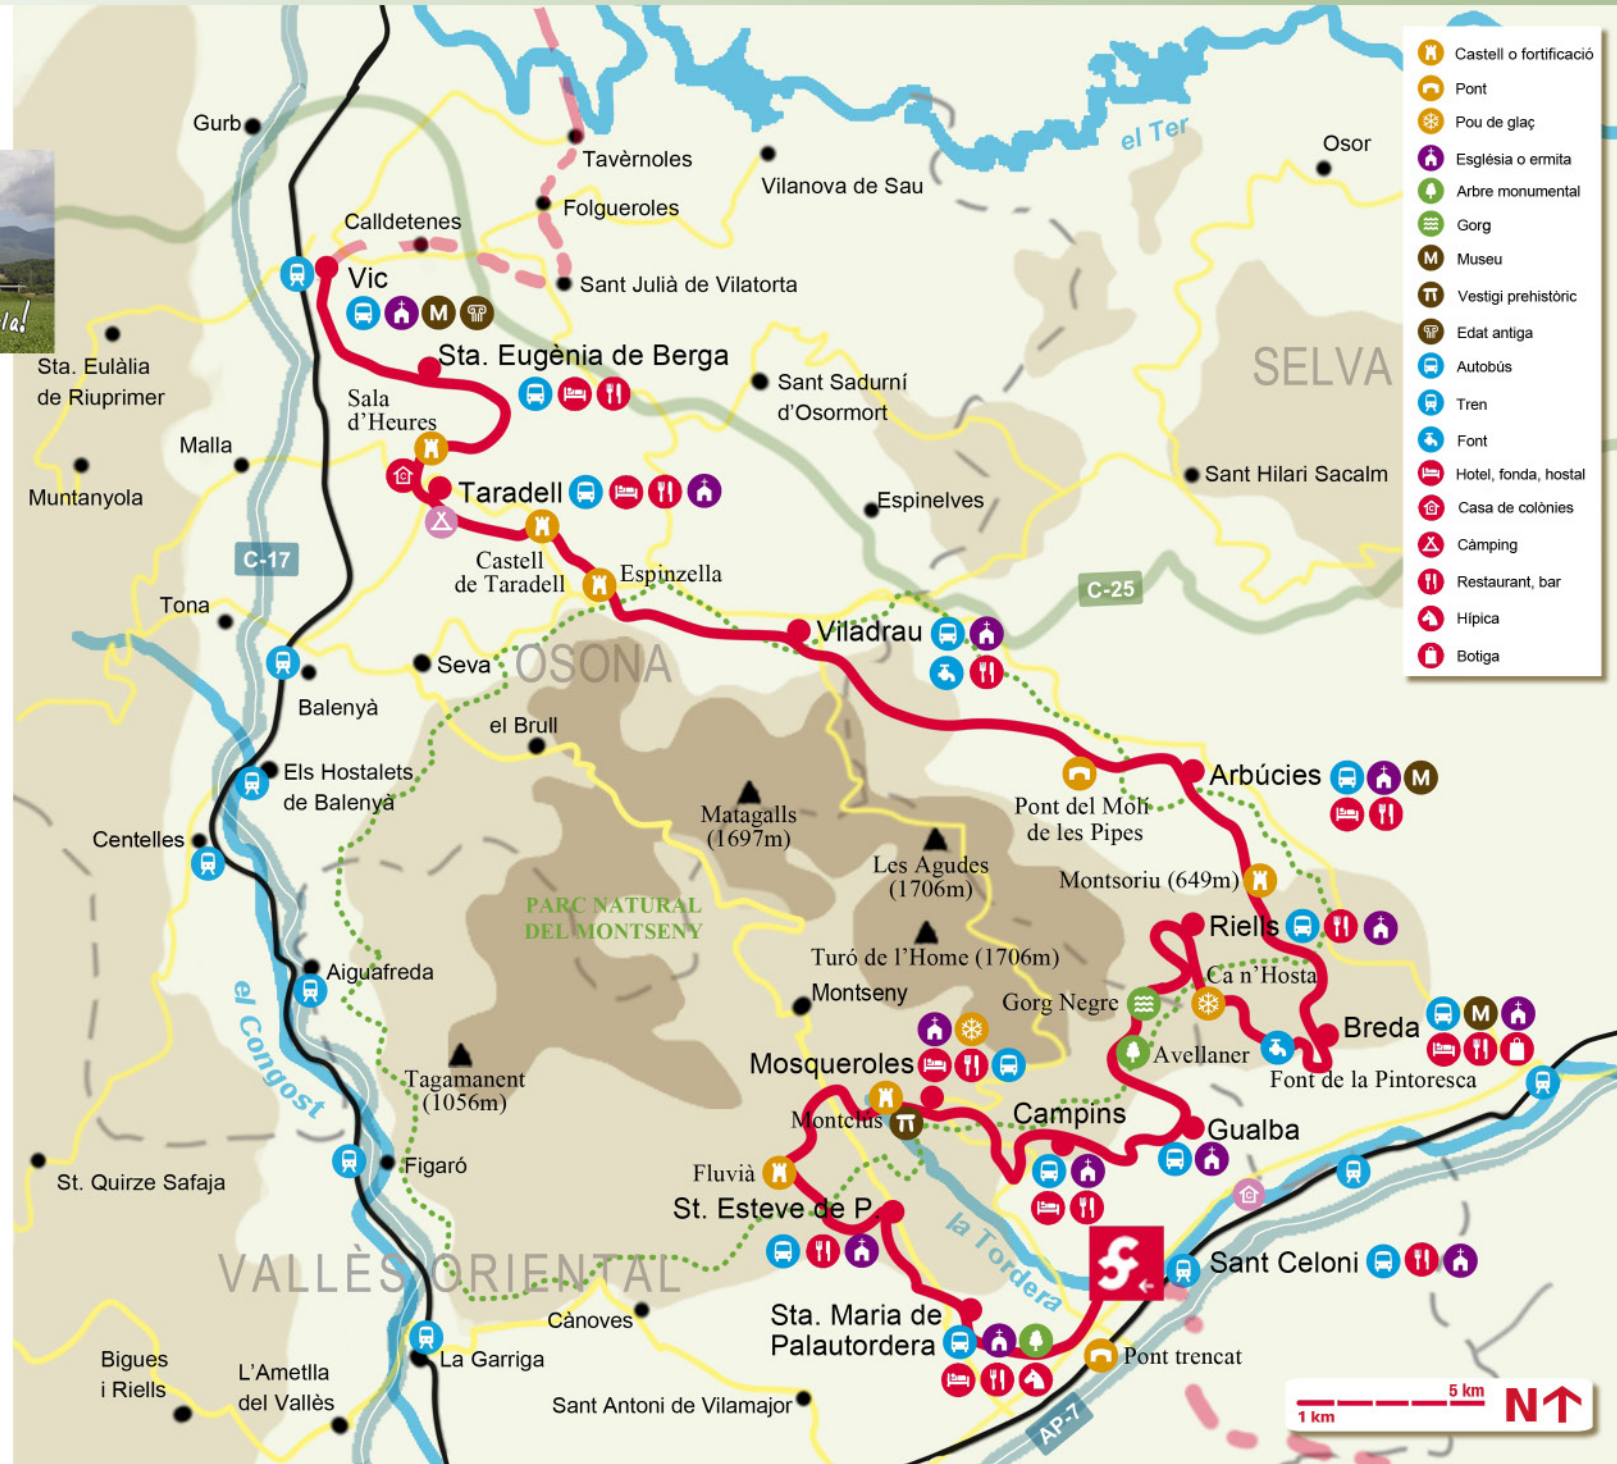 Gurb
Tavèrnoles
Vilanova de Sau
el Ter
Osor
Calldetenes
Folgueroles
Vic
Sant Julià de Vilatorta
M
la!
Sta. Eulàlia
de Riuprimer
Sta. Eugènia de Berga
Sala
d'Heures
Sant Sadurní
d'Osormort
SELVA
Malla
Muntanyola
Taradell
Espinelves
Sant Hilari Sacalm
C-17
Castell
de Taradell
Espinzella
C-25
Tona
Viladrau
Seva
OSONA
Balenyà
el Brull
Els Hostalets
de Balenyà
Matagalls
(1697m)
Pont del Molí
de les Pipes
Arbúcies
M
Centelles
Les Agudes
(1706m)
Montsoriu (649m)
PARC NATURAL
DEL MONTSENY
Riells
Turó de l'Home (1706m)
Ca n'Hosta
Aiguafreda
Montseny
Gorg Negre
el Congost
Breda
M
Mosqueroles
Avellaner
Font de la Pintoresca
Tagamanent
(1056m)
Montclús
Campins
Gualba
Fluvià
Figaró
St. Quirze Safaja
St. Esteve de P.
la Tordera
VALLÈS ORIENTAL
Sant Celoni
Cànoves
Sta. Maria de
Palautordera
Pont trencat
La Garriga
Bigues
i Riells
L'Ametlla
del Vallès
Sant Antoni de Vilamajor
AP-7
Castell o fortificació
Pont
Pou de glaç
Església o ermita
Arbre monumental
Gorg
M Museu
Vestigi prehistòric
Edat antiga
Autobús
Tren
Font
Hotel, fonda, hostal
Casa de colònies
Càmping
Restaurant, bar
Hípica
Botiga
5 km
1 km
N